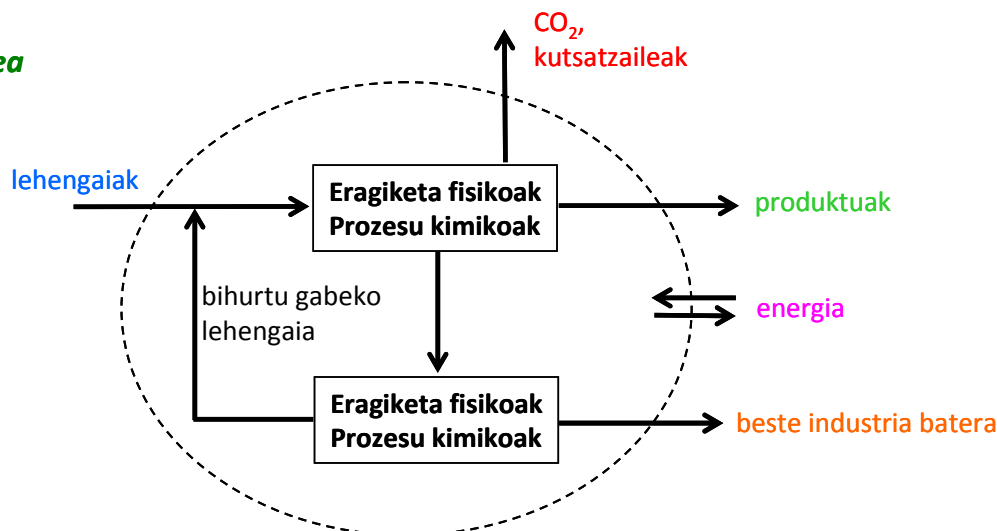 CO₂,
kutsatzaileak
ea
lehengaiak
Eragiketa fisikoak
Prozesu kimikoak
produktuak
bihurtu gabeko
lehengaia
energia
Eragiketa fisikoak
Prozesu kimikoak
beste industria batera